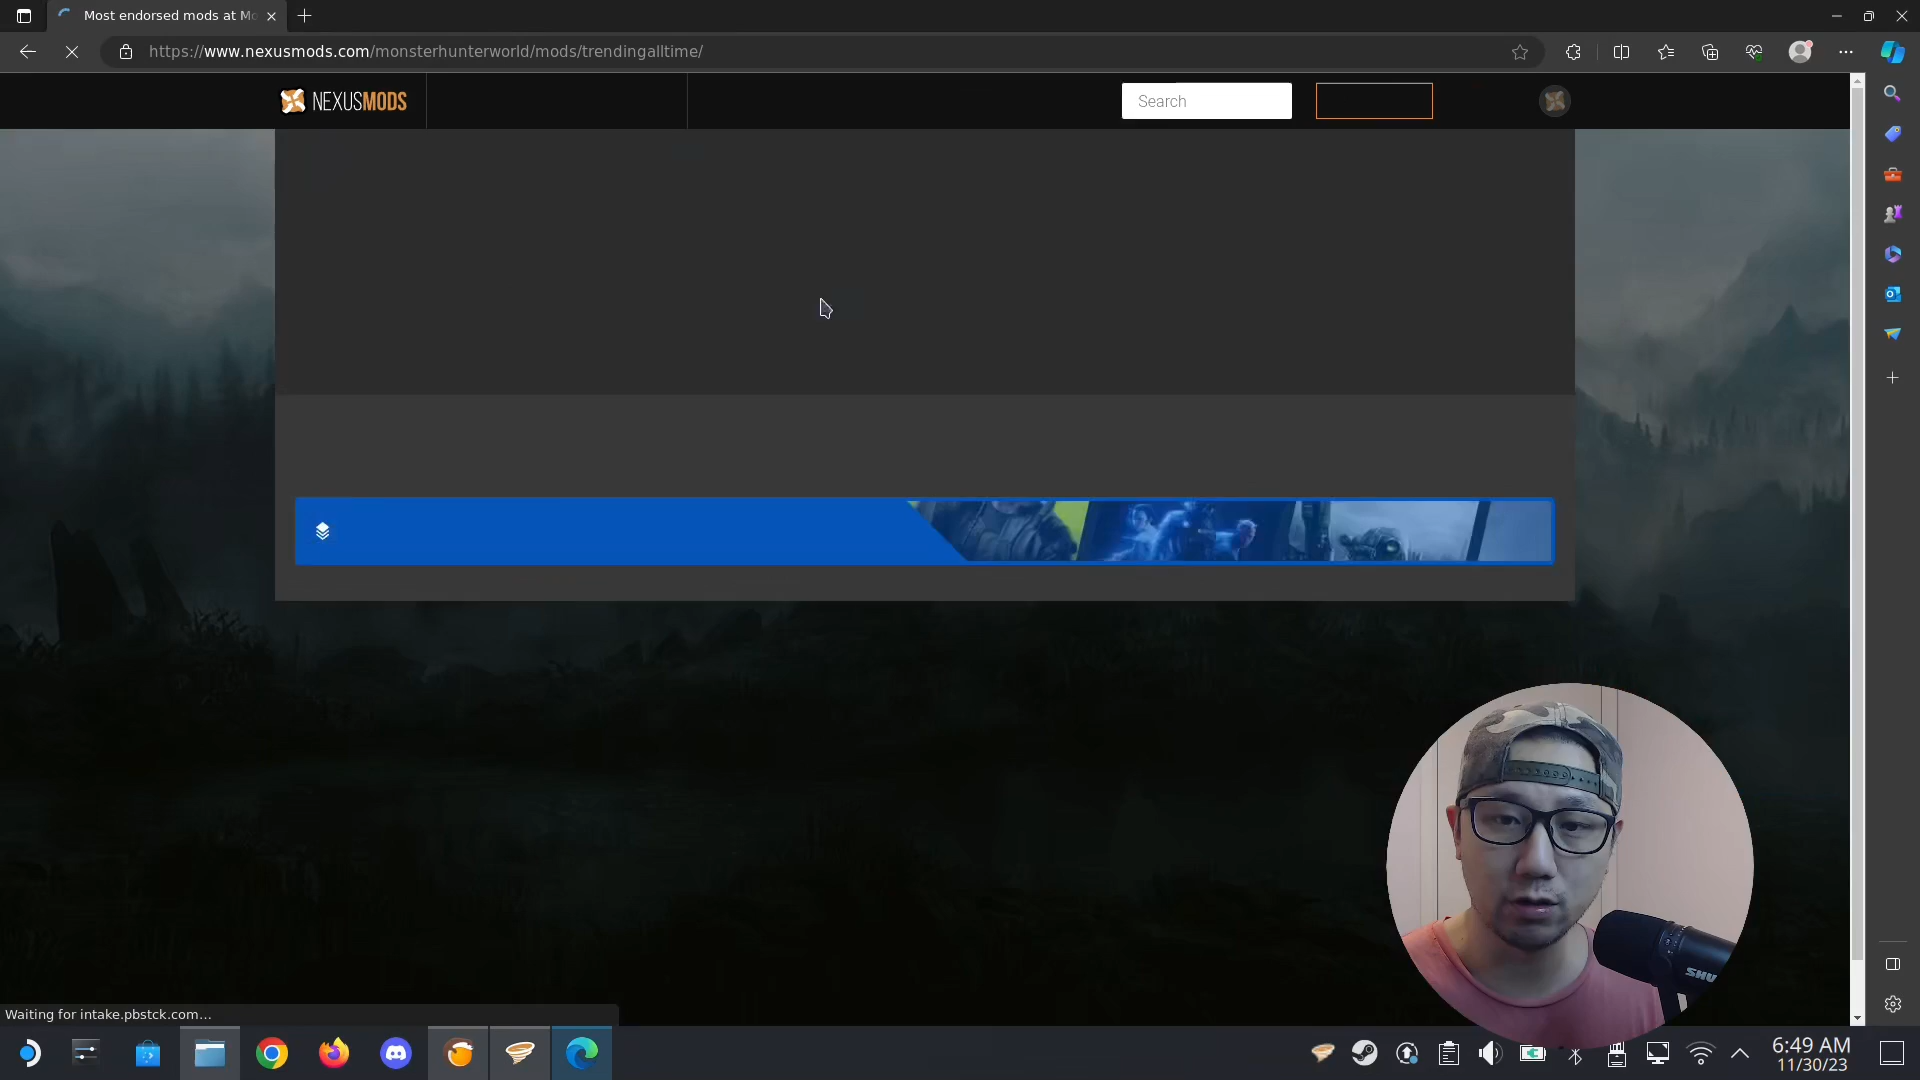 Most endorsed mods at Mo
https://www.nexusmods.com/monsterhunterworld/mods/trendingalltime/
NEXUSMODS
Search
SHU
Waiting for intake.pbstck.com...
6:49 AM
11/30/23